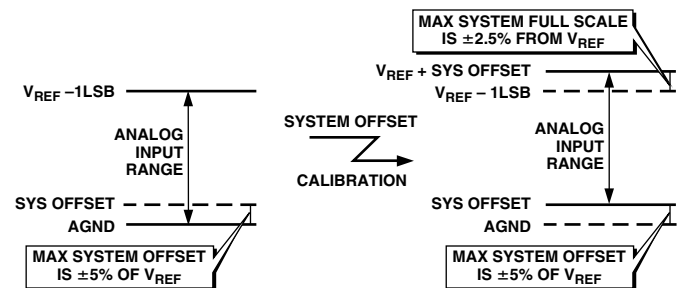 MAX SYSTEM FULL SCALE
IS ±2.5% FROM VREF
VREF + SYS OFFSET
VREF – 1LSB
VREF –1LSB
ANALOG
INPUT
RANGE
SYSTEM OFFSET
CALIBRATION
ANALOG
INPUT
RANGE
SYS OFFSET
AGND
SYS OFFSET
AGND
MAX SYSTEM OFFSET
IS ±5% OF VREF
MAX SYSTEM OFFSET
IS ±5% OF VREF